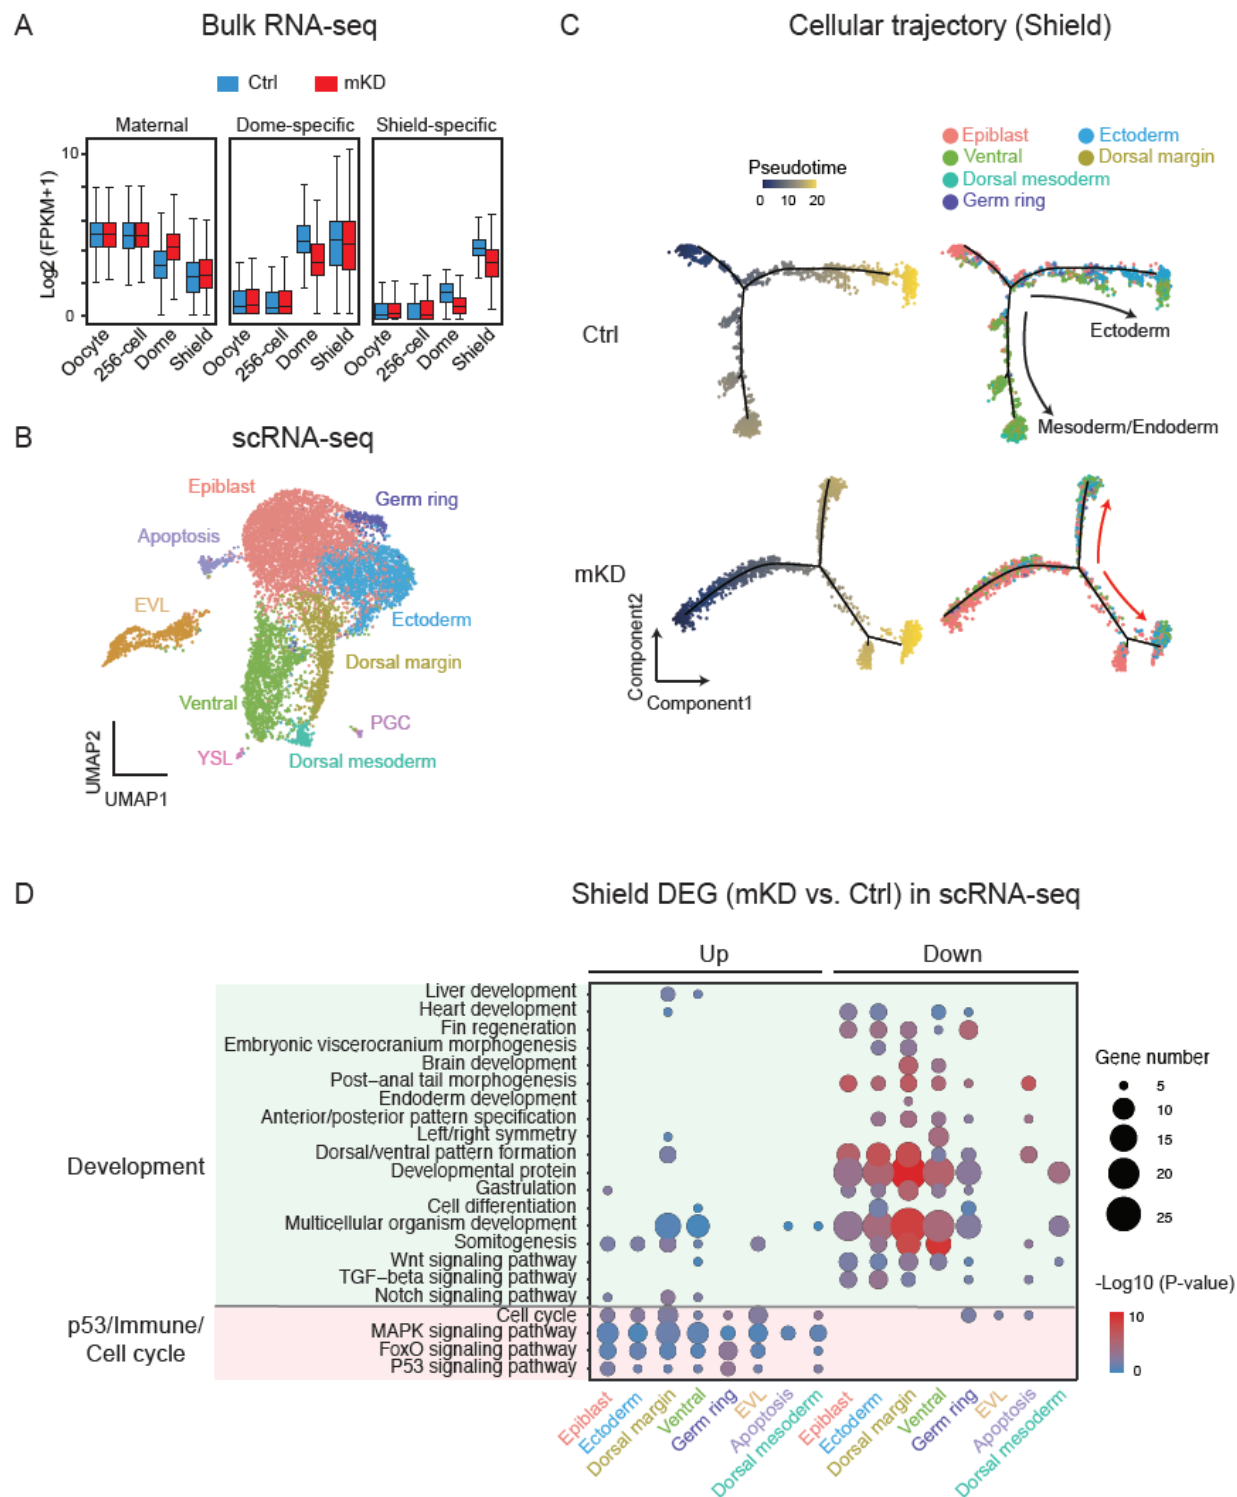 A
Bulk RNA-seq
Ctrl
mKD
Maternal
Dome-specific
Shield-specific
Log2 (FPKM+1)
10
0
Oocyte
256-cell
Dome
Shield
Oocyte
256-cell
Dome
Shield
Oocyte
256-cell
Dome
Shield
B
scRNA-seq
Epiblast
Germ ring
Apoptosis
EVL
Ectoderm
Dorsal margin
Ventral
PGC
YSL
Dorsal mesoderm
UMAP2
UMAP1
C
Cellular trajectory (Shield)
Epiblast
Ectoderm
Ventral
Dorsal margin
Dorsal mesoderm
Germ ring
Pseudotime
0 10 20
Ctrl
Ectoderm
Mesoderm/Endoderm
mKD
Component2
Component1
D
Shield DEG (mKD vs. Ctrl) in scRNA-seq
Up
Down
Development
Liver development
Heart development
Fin regeneration
Embryonic viscerocranium morphogenesis
Brain development
Post−anal tail morphogenesis
Endoderm development
Anterior/posterior pattern specification
Left/right symmetry
Dorsal/ventral pattern formation
Developmental protein
Gastrulation
Cell differentiation
Multicellular organism development
Somitogenesis
Wnt signaling pathway
TGF−beta signaling pathway
Notch signaling pathway
p53/Immune/
Cell cycle
Cell cycle
MAPK signaling pathway
FoxO signaling pathway
P53 signaling pathway
Epiblast
Ectoderm
Dorsal margin
Ventral
Germ ring
EVL
Apoptosis
Dorsal mesoderm
Epiblast
Ectoderm
Dorsal margin
Ventral
Germ ring
EVL
Apoptosis
Dorsal mesoderm
Gene number
5
10
15
20
25
-Log10 (P-value)
10
0